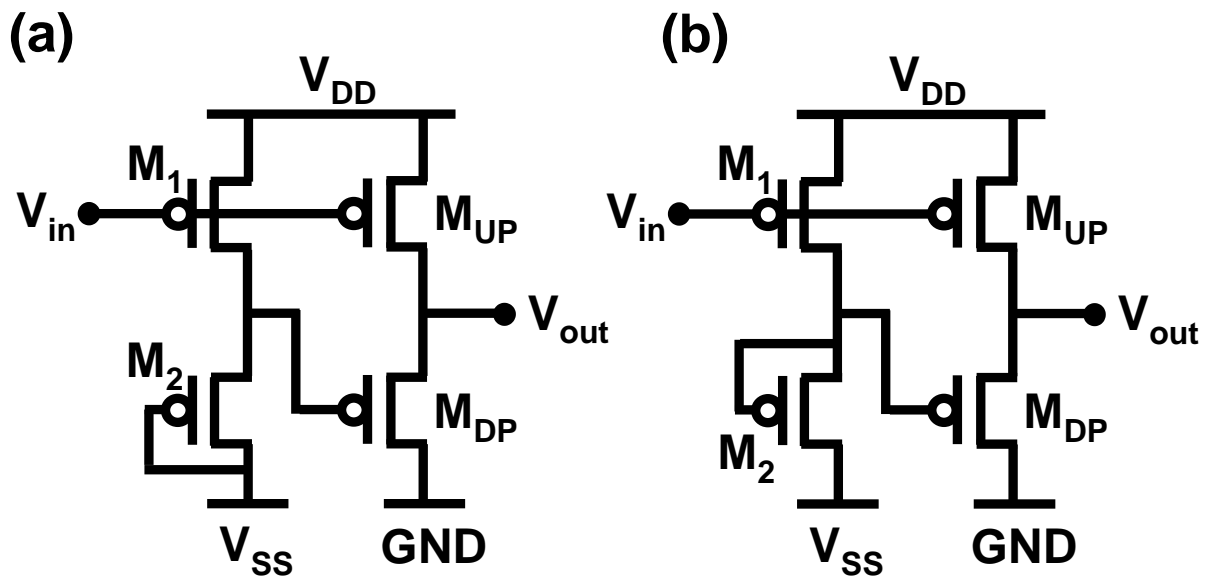 (a)
V_DD
M_1
V_in
M_UP
V_out
M_2
M_DP
V_SS
GND
(b)
V_DD
M_1
V_in
M_UP
V_out
M_2
M_DP
V_SS
GND